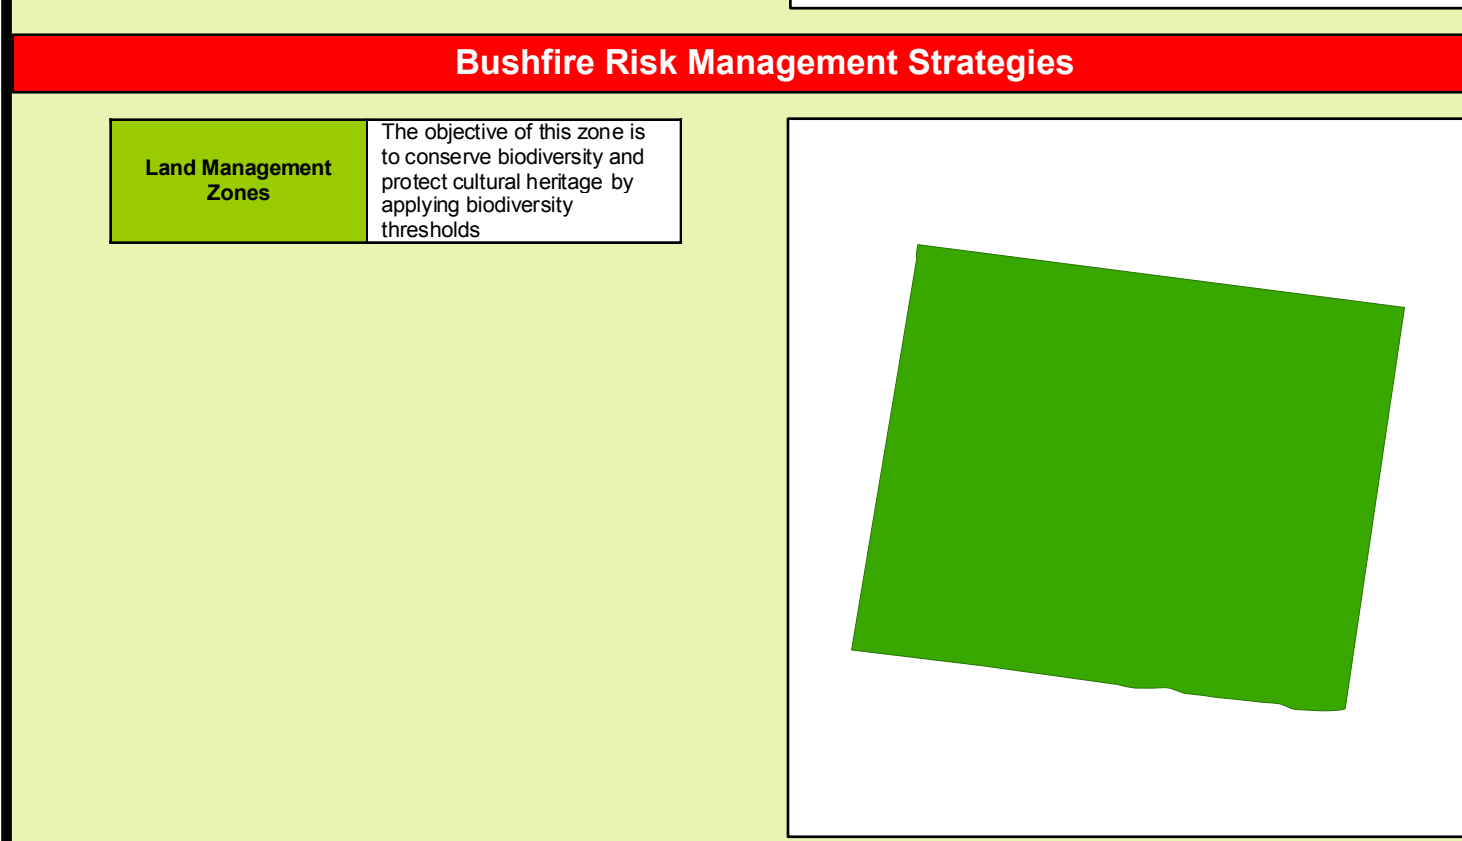 Bushfire Risk Management Strategies
Land Management
Zones
The objective of this zone is
to conserve biodiversity and
protect cultural heritage by
applying biodiversity
thresholds